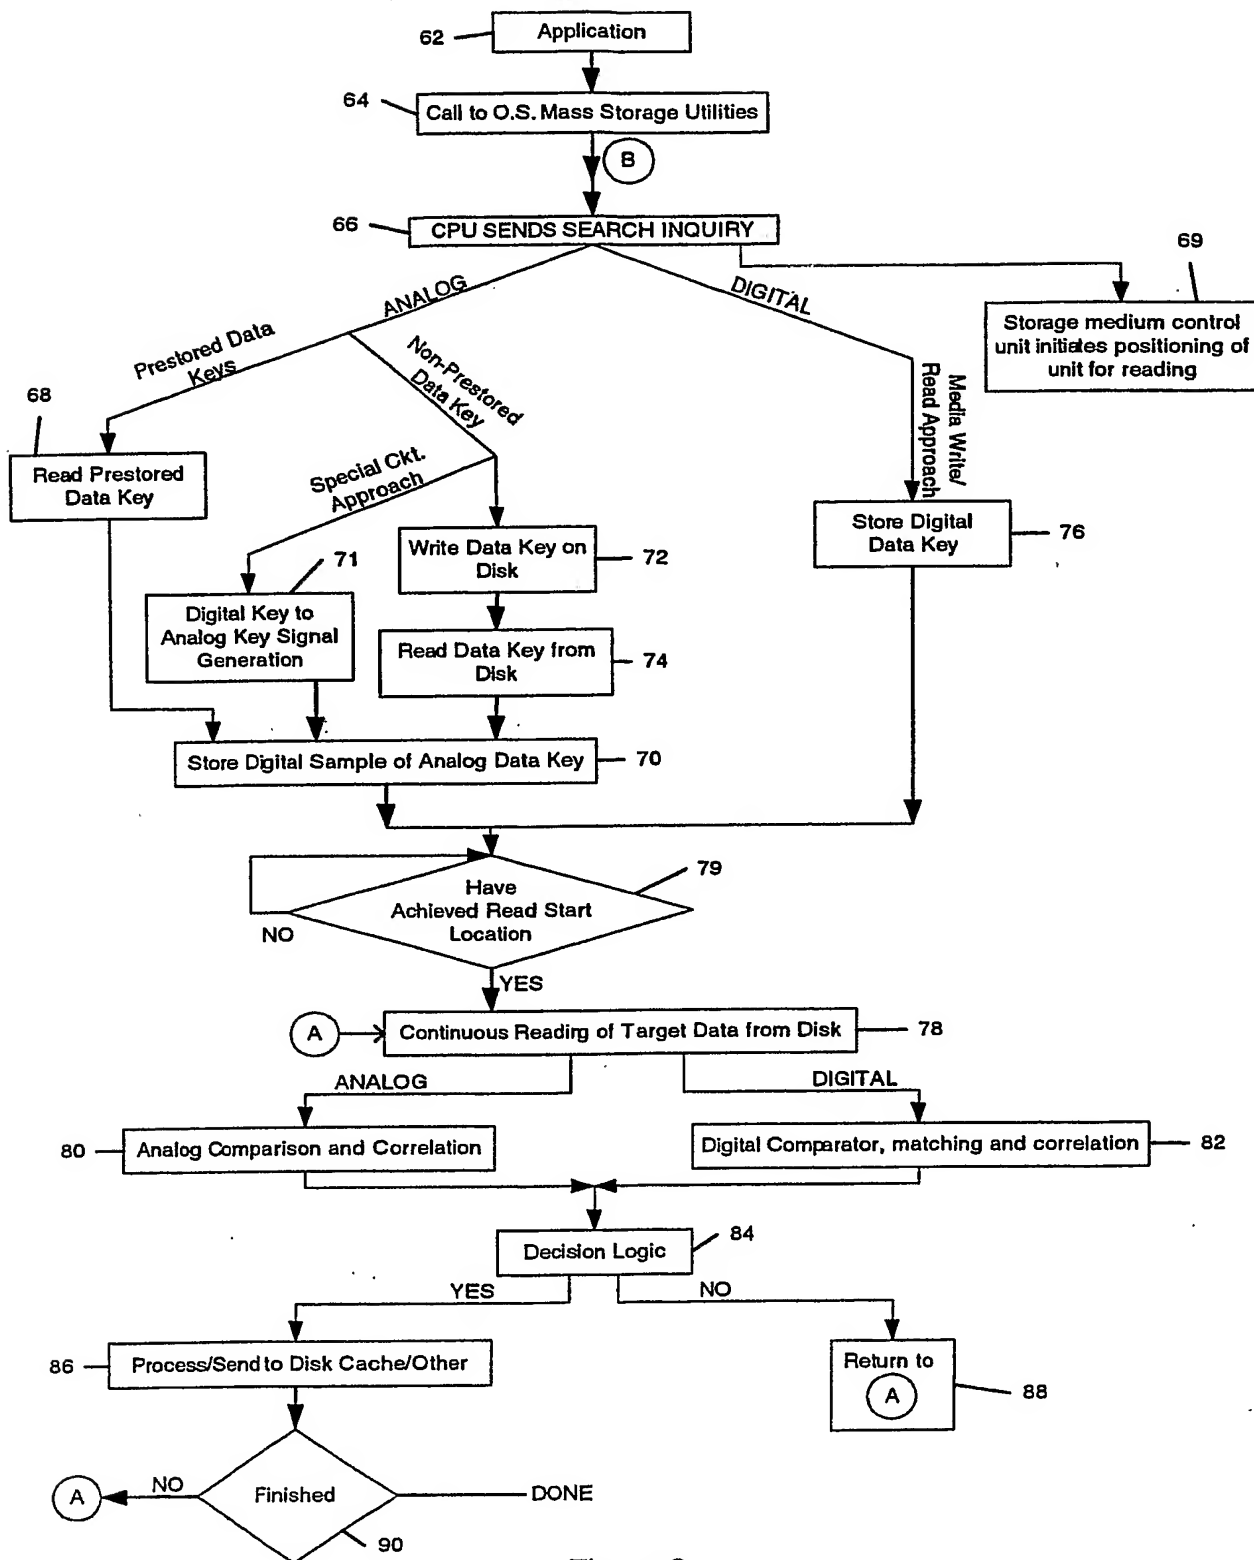 Application
62
64
Call to O.S. Mass Storage Utilities
B
66
CPU SENDS SEARCH INQUIRY
69
Storage medium control
unit initiates positioning of
unit for reading
ANALOG
DIGITAL
Prestored Data
Keys
Non-Prestored
Data Key
Media Write/
Read Approach
68
Read Prestored
Data Key
Special Ckt.
Approach
71
Digital Key to
Analog Key Signal
Generation
Write Data Key on
Disk
72
Read Data Key from
Disk
74
Store Digital
Data Key
76
Store Digital Sample of Analog Data Key
70
Have
Achieved Read Start
Location
79
NO
YES
A
Continuous Reading of Target Data from Disk
78
ANALOG
DIGITAL
80
Analog Comparison and Correlation
Digital Comparator, matching and correlation
82
Decision Logic
84
YES
NO
86
Process/Send to Disk Cache/Other
Return to
A
88
A
NO
Finished
DONE
90